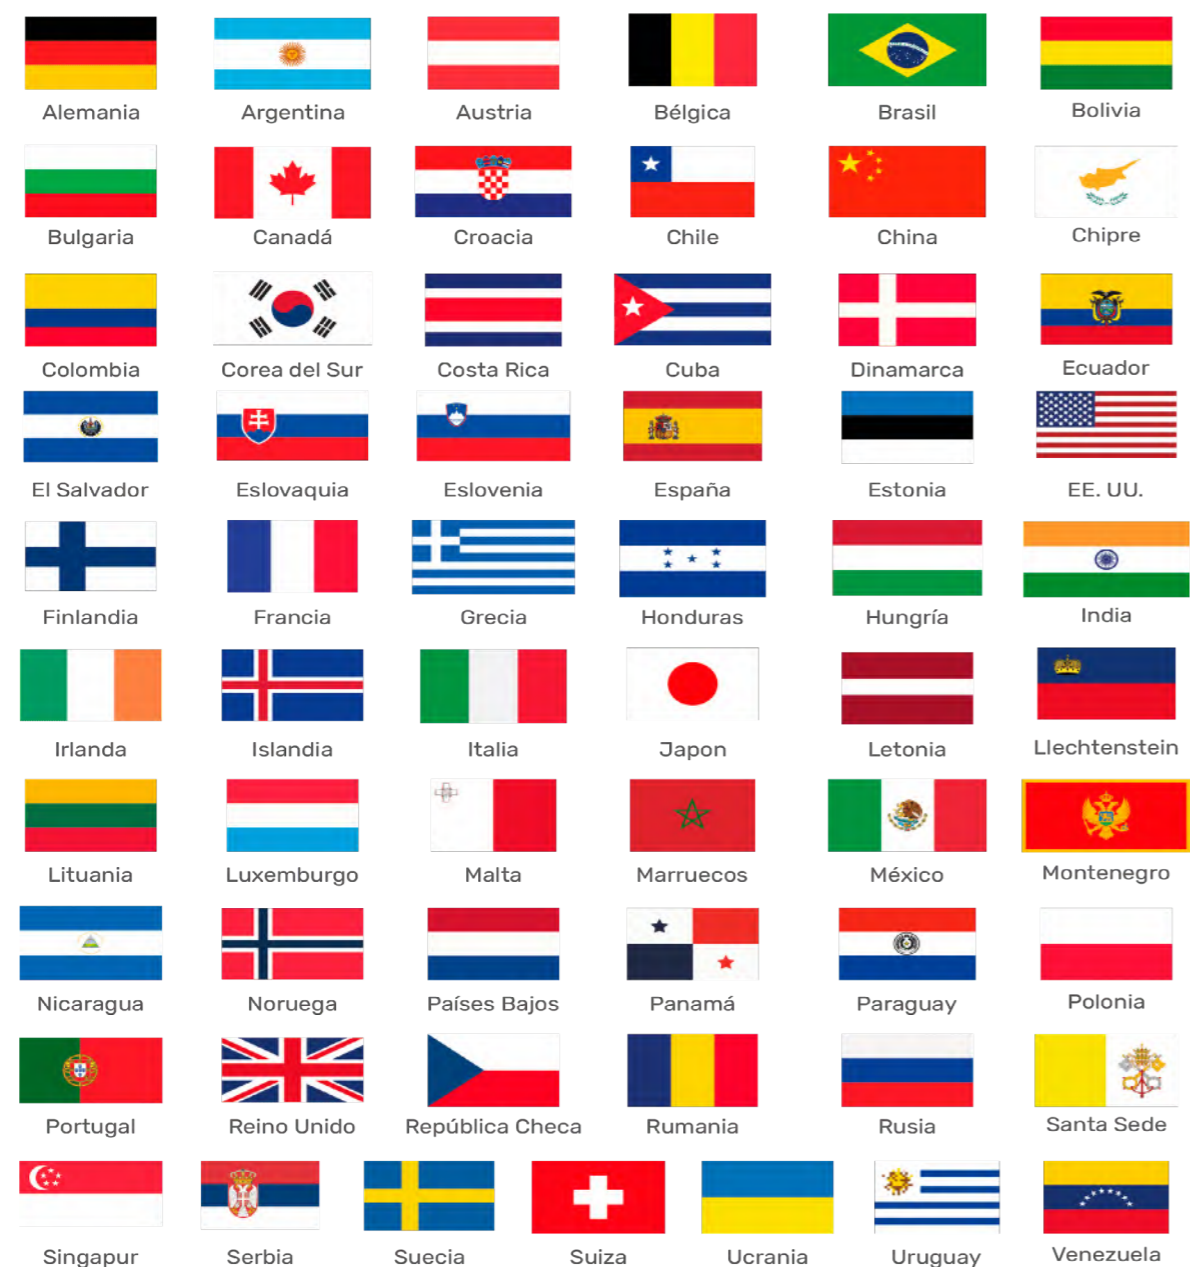 Alemania Argentina Austria Bélgica Brasil Bolivia
Bulgaria Canadá Croacia Chile China Chipre
Colombia Corea del Sur Costa Rica Cuba Dinamarca Ecuador
El Salvador Eslovaquia Eslovenia España Estonia EE. UU.
Finlandia Francia Grecia Honduras Hungría India
Irlanda Islandia Italia Japon Letonia Llechtenstein
Lituania Luxemburgo Malta Marruecos México Montenegro
Nicaragua Noruega Países Bajos Panamá Paraguay Polonia
Portugal Reino Unido República Checa Rumania Rusia Santa Sede
Singapur Serbia Suecia Suiza Ucrania Uruguay Venezuela